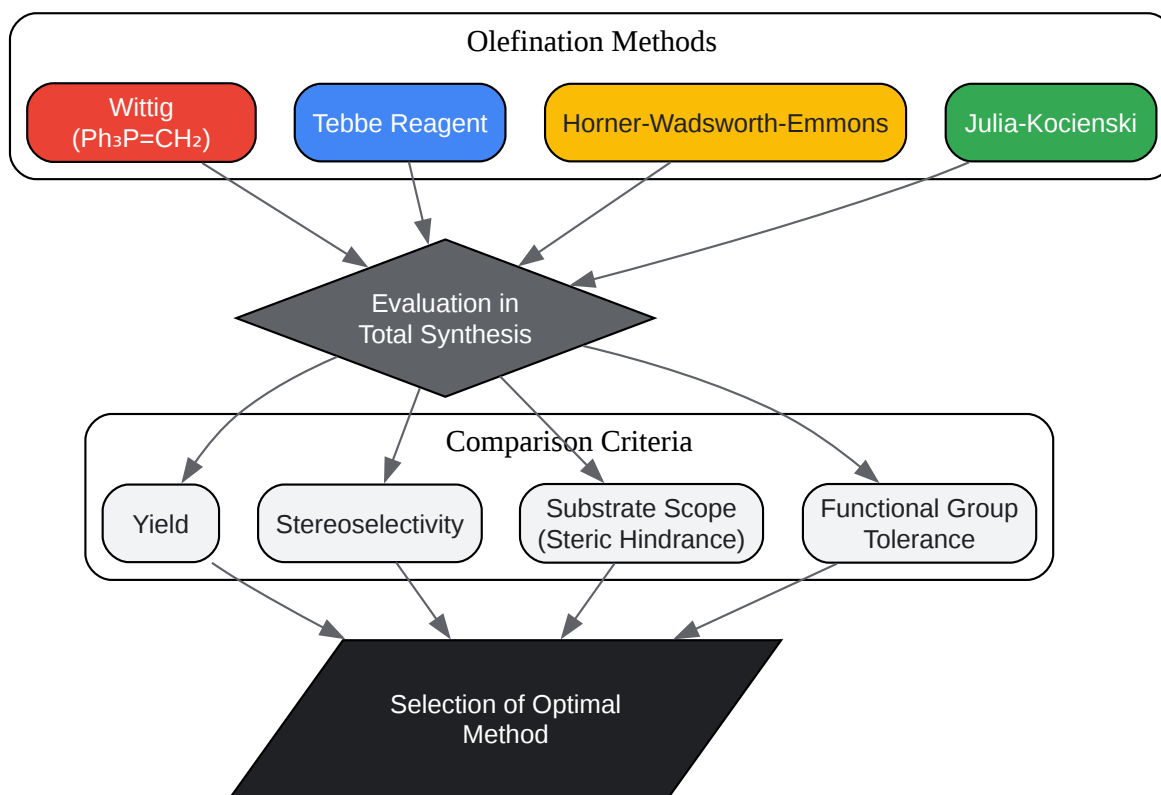 Olefination Methods
Wittig
(Ph₃P=CH₂)
Tebbe Reagent
Horner-Wadsworth-Emmons
Julia-Kocienski
Evaluation in
Total Synthesis
Comparison Criteria
Yield
Stereoselectivity
Substrate Scope
(Steric Hindrance)
Functional Group
Tolerance
Selection of Optimal
Method